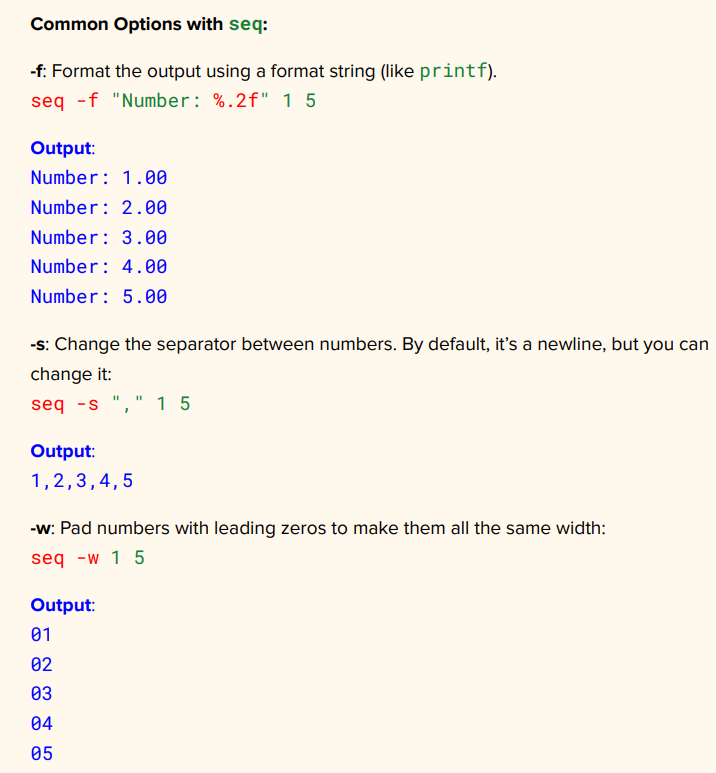 Common Options with seq:
-f: Format the output using a format string (like printf).
seq -f "Number: %.2f" 1 5
Output:
Number: 1.00
Number: 2.00
Number: 3.00
Number: 4.00
Number: 5.00
-s: Change the separator between numbers. By default, it’s a newline, but you can
change it:
seq -s "," 1 5
Output:
1,2,3,4,5
-w: Pad numbers with leading zeros to make them all the same width:
seq -w 1 5
Output:
01
02
03
04
05